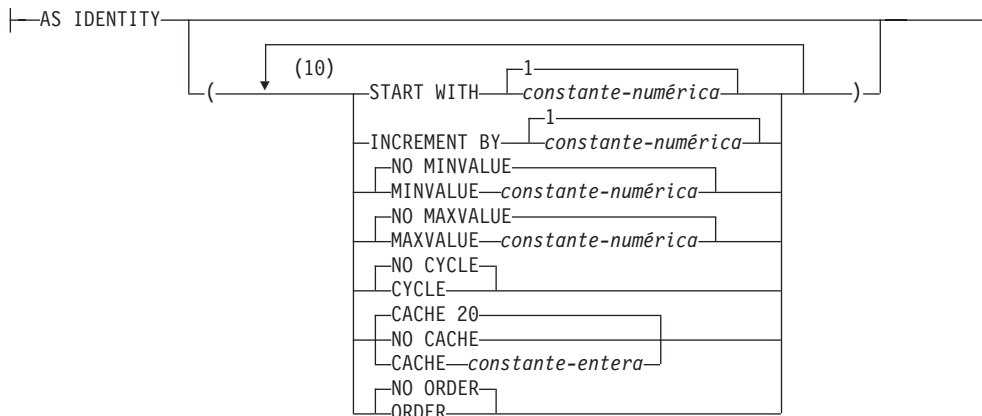 AS IDENTITY
(10)
1
( START WITH constante-numérica )
1
INCREMENT BY constante-numérica
NO MINVALUE
MINVALUE constante-numérica
NO MAXVALUE
MAXVALUE constante-numérica
NO CYCLE
CYCLE
CACHE 20
NO CACHE
CACHE constante-entera
NO ORDER
ORDER